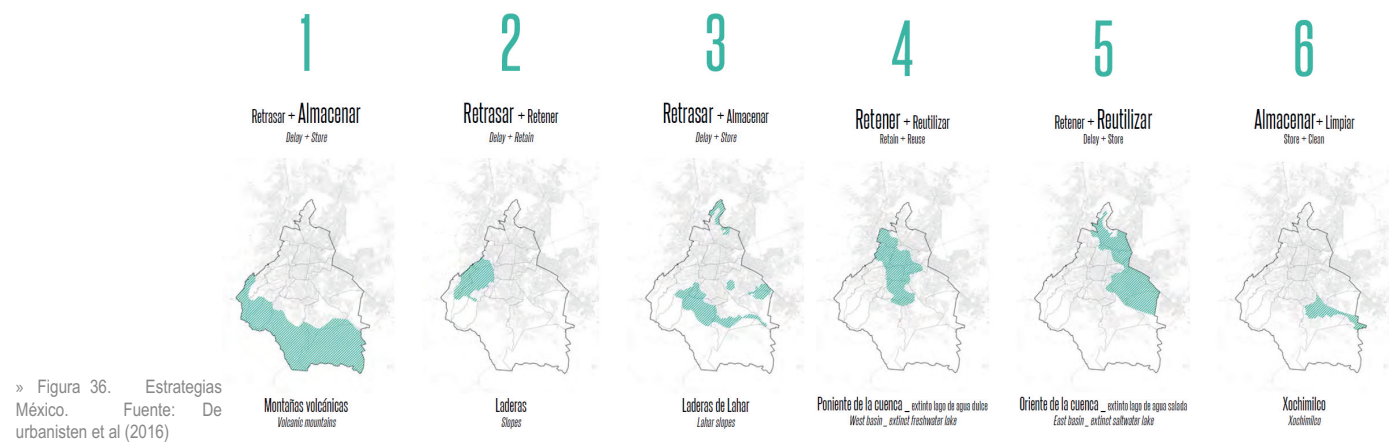 1
Retrasar + Almacenar
Delay + Store
Montañas volcánicas
Volcanic mountains
2
Retrasar + Retener
Delay + Retain
Laderas
Slopes
3
Retrasar + Almacenar
Delay + Store
Laderas de Lahar
Lahar slopes
4
Retener + Reutilizar
Retain + Reuse
Poniente de la cuenca _ extinto lago de agua dulce
West basin _ extinct freshwater lake
5
Retener + Reutilizar
Delay + Store
Oriente de la cuenca _ extinto lago de agua salada
East basin _ extinct saltwater lake
6
Almacenar + Limpiar
Store + Clean
Xochimilco
Xochimilco
» Figura 36. Estrategias
México. Fuente: De
urbanisten et al (2016)